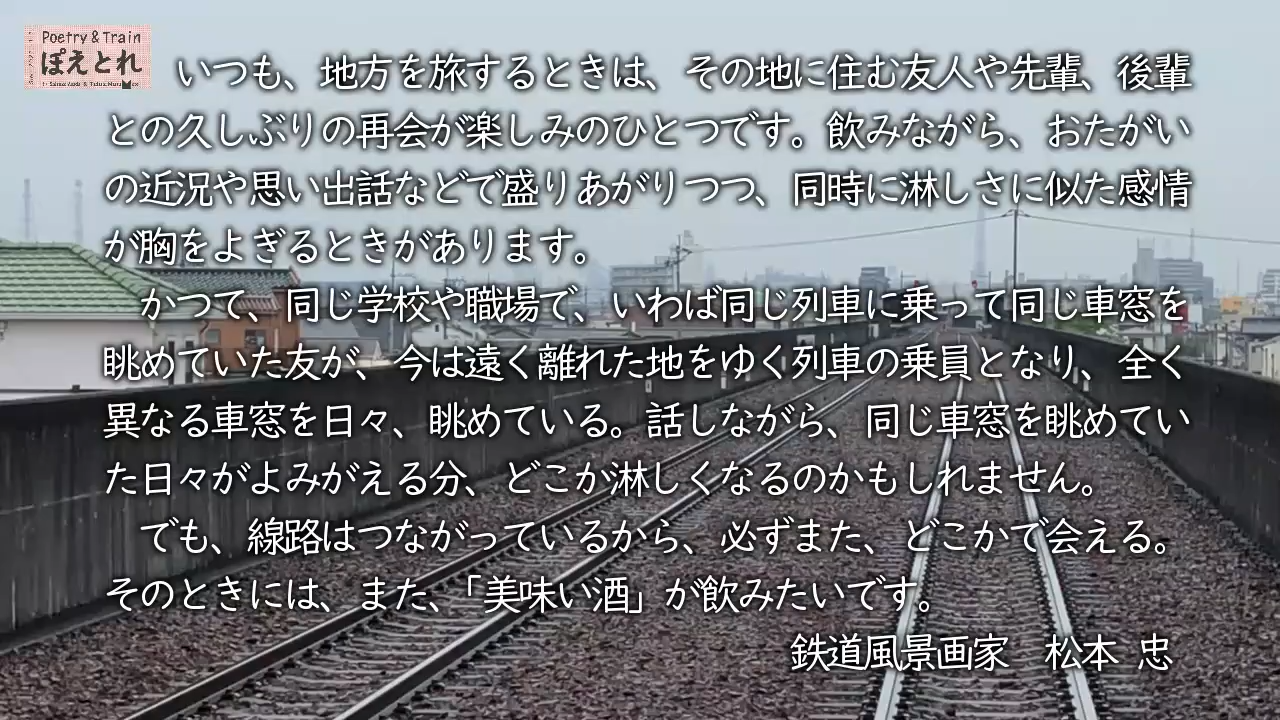 Poetry & Train
ぽえとれ
いつも、地方を旅するときは、その地に住む友人や先輩、後輩
との久しぶりの再会が楽しみのひとつです。飲みながら、おたがい
の近況や思い出話などで盛りあがりつつ、同時に淋しさに似た感情
が胸をよぎるときがあります。
かつて、同じ学校や職場で、いわば同じ列車に乗って同じ車窓を
眺めていた友が、今は遠く離れた地をゆく列車の乗員となり、全く
異なる車窓を日々、眺めている。話しながら、同じ車窓を眺めてい
た日々がよみがえる分、どこか淋しくなるのかもしれません。
でも、線路はつながっているから、必ずまた、どこかで会える。
そのときには、また、「美味い酒」が飲みたいです。
鉄道風景画家　松本 忠